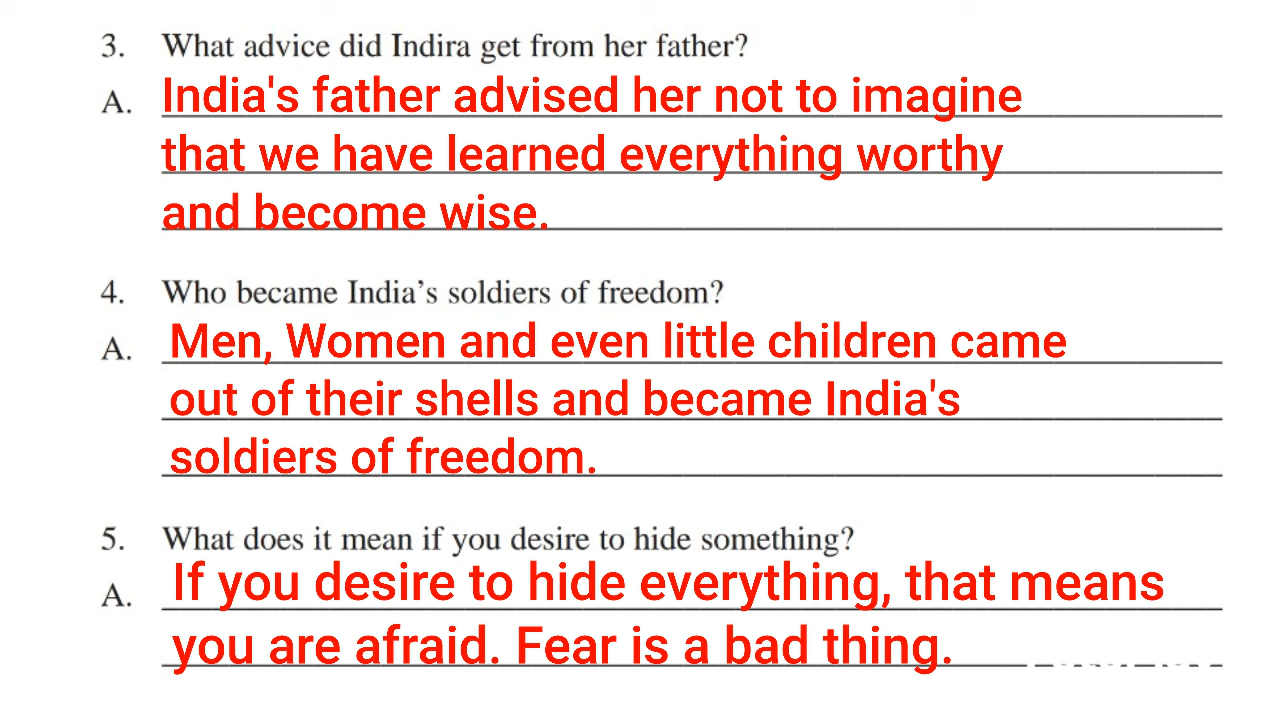 3. What advice did Indira get from her father?
A. India's father advised her not to imagine
that we have learned everything worthy
and become wise.
4. Who became India’s soldiers of freedom?
A. Men, Women and even little children came
out of their shells and became India's
soldiers of freedom.
5. What does it mean if you desire to hide something?
A. If you desire to hide everything, that means
you are afraid. Fear is a bad thing.